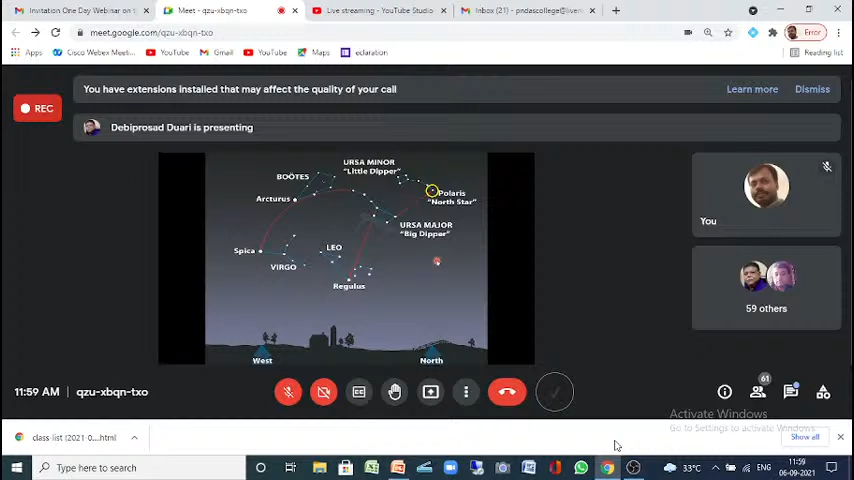 Invitation One Day Webinar on t
Meet - qzu-xbqn-txo
Live streaming - YouTube Studio
Inbox (21) - pndascollege@liven
meet.google.com/qzu-xbqn-txo
Error
Apps
Cisco Webex Meet...
YouTube
Gmail
YouTube
Maps
eclaration
Reading list
You have extensions installed that may affect the quality of your call
Learn more
Dismiss
REC
Debiprosad Duari is presenting
URSA MINOR
"Little Dipper"
BOÖTES
Polaris
"North Star"
Arcturus
URSA MAJOR
"Big Dipper"
Spica
LEO
VIRGO
Regulus
West
North
You
59 others
11:59 AM
qzu-xbqn-txo
61
Activate Windows
Go to Settings to activate Windows.
class-list (2021-0....html
Show all
Type here to search
33°C
ENG
11:59
06-09-2021